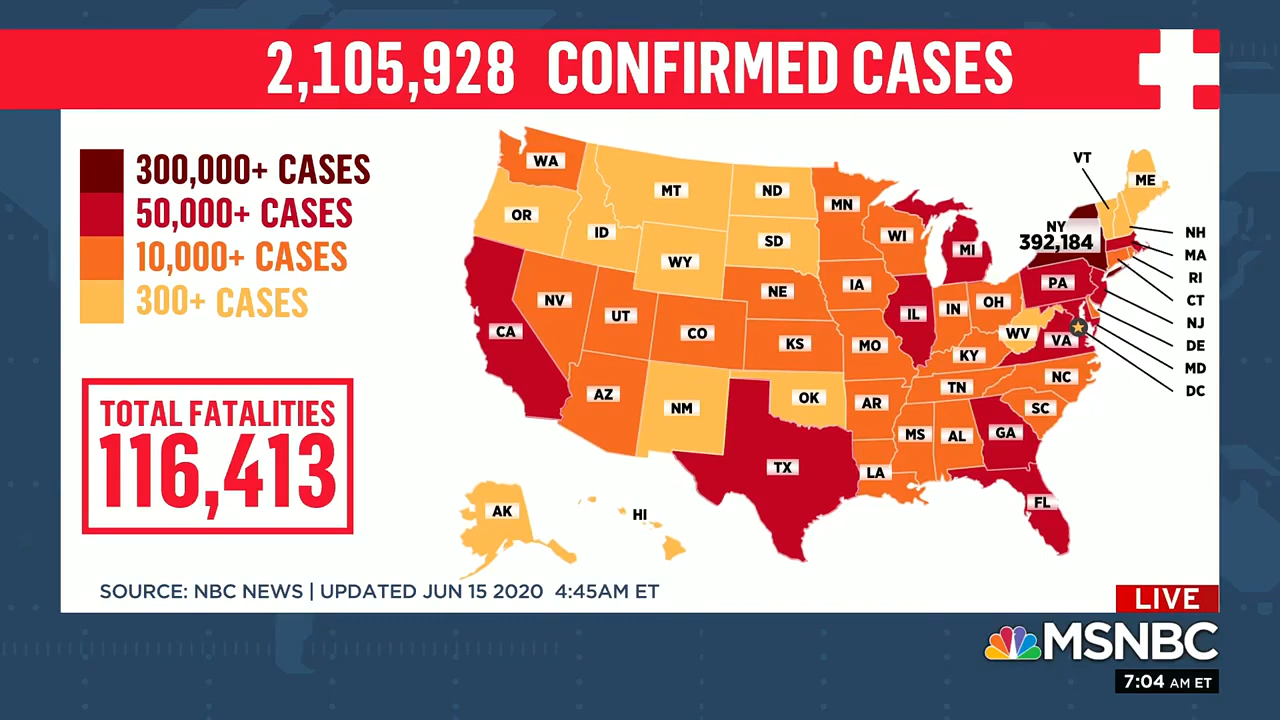 2,105,928 CONFIRMED CASES
300,000+ CASES
50,000+ CASES
10,000+ CASES
300+ CASES
TOTAL FATALITIES
116,413
WA
OR
CA
NV
ID
MT
WY
UT
AZ
CO
NM
ND
SD
NE
KS
OK
TX
MN
IA
MO
AR
LA
WI
IL
MI
IN
OH
KY
TN
MS
AL
GA
FL
SC
NC
VA
WV
PA
NY
392,184
VT
ME
NH
MA
RI
CT
NJ
DE
MD
DC
AK
HI
SOURCE: NBC NEWS | UPDATED JUN 15 2020 4:45AM ET
LIVE
MSNBC
7:04 AM ET